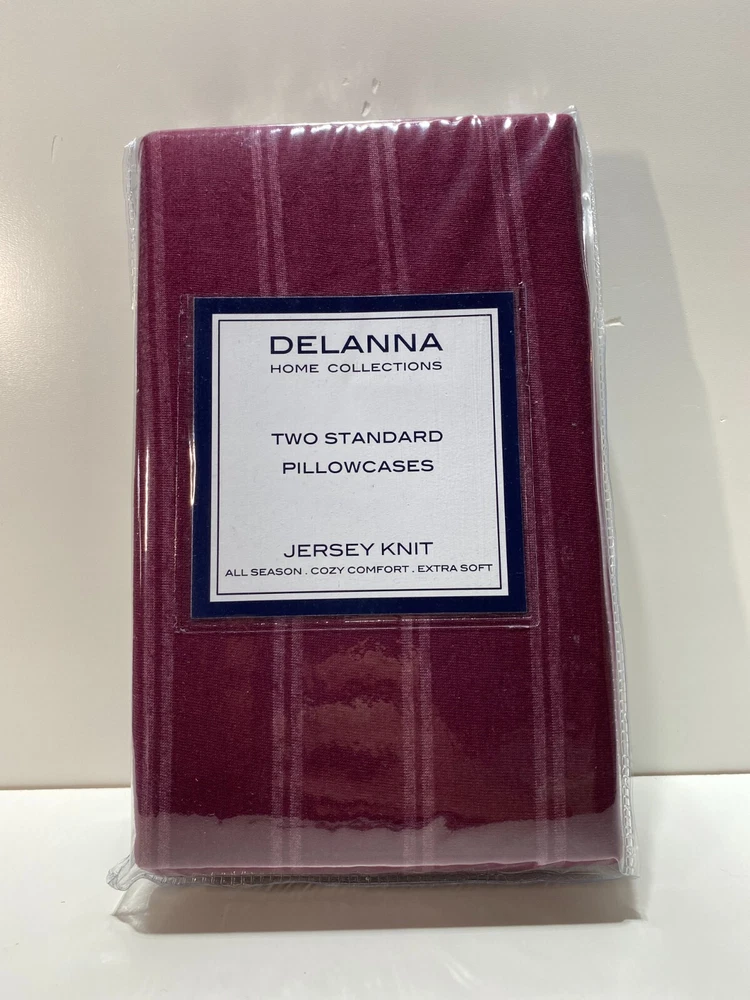 DELANNA
HOME COLLECTIONS
TWO STANDARD
PILLOWCASES
JERSEY KNIT
ALL SEASON . COZY COMFORT . EXTRA SOFT